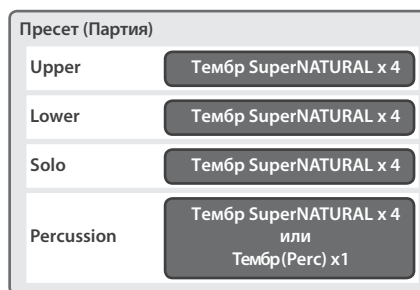 Пресет (Партия)
Upper
Тембр SuperNATURAL x 4
Lower
Тембр SuperNATURAL x 4
Solo
Тембр SuperNATURAL x 4
Percussion
Тембр SuperNATURAL x 4
или
Тембр (Perc) x1